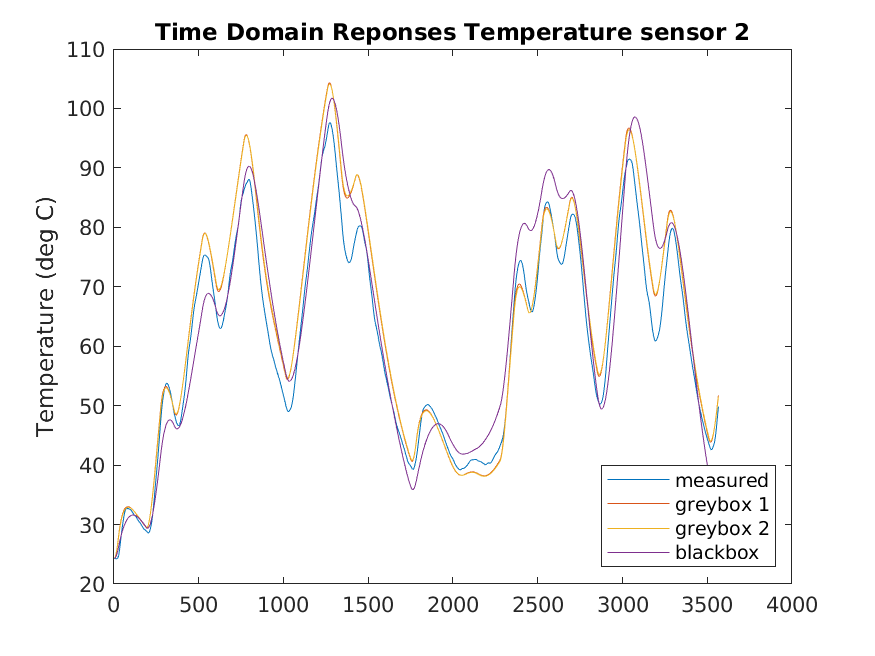 Time Domain Reponses Temperature sensor 2
Temperature (deg C)
110
100
90
80
70
60
50
40
30
20
0 500 1000 1500 2000 2500 3000 3500 4000
measured
greybox 1
greybox 2
blackbox